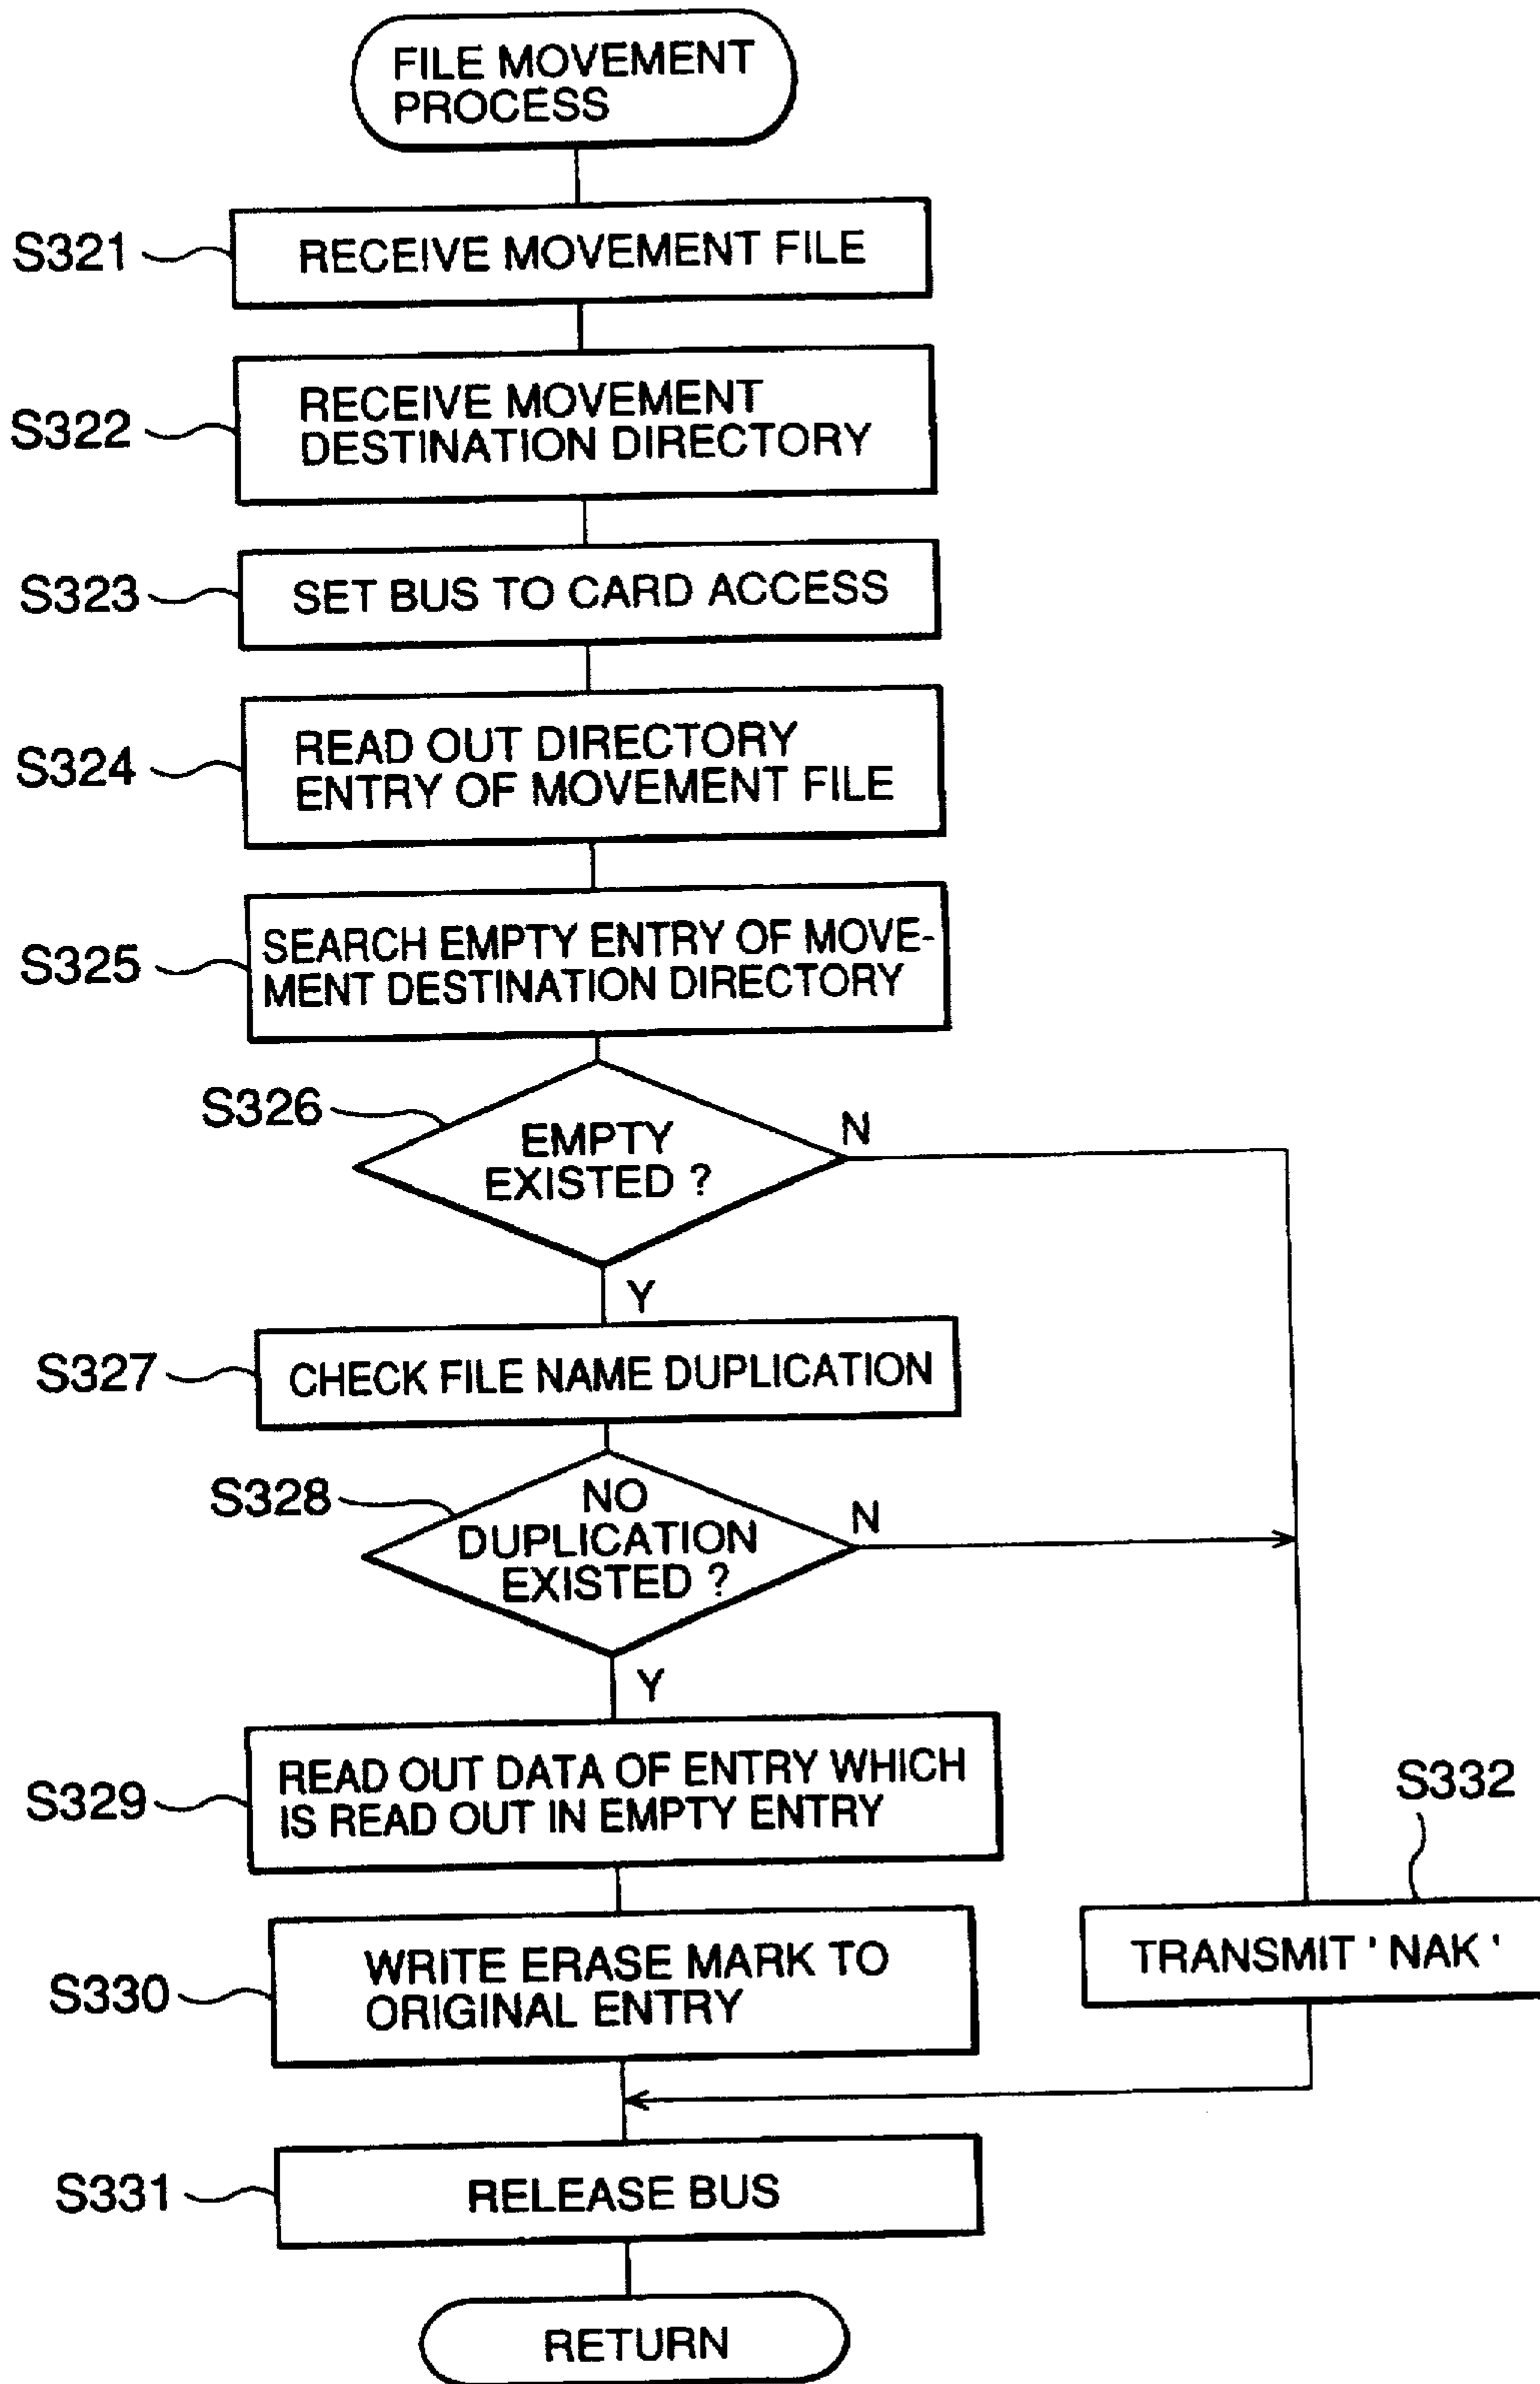 FILE MOVEMENT
PROCESS
S321
RECEIVE MOVEMENT FILE
S322
RECEIVE MOVEMENT
DESTINATION DIRECTORY
S323
SET BUS TO CARD ACCESS
S324
READ OUT DIRECTORY
ENTRY OF MOVEMENT FILE
S325
SEARCH EMPTY ENTRY OF MOVE-
MENT DESTINATION DIRECTORY
S326
EMPTY
EXISTED ?
N
Y
S327
CHECK FILE NAME DUPLICATION
S328
NO
DUPLICATION
EXISTED ?
N
Y
S329
READ OUT DATA OF ENTRY WHICH
IS READ OUT IN EMPTY ENTRY
S332
TRANSMIT ' NAK '
S330
WRITE ERASE MARK TO
ORIGINAL ENTRY
S331
RELEASE BUS
RETURN